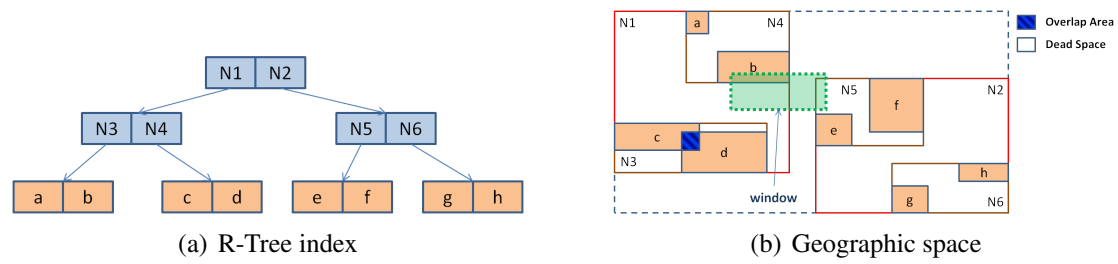 N1 N2
N3 N4
N5 N6
a b
c d
e f
g h
(a) R-Tree index
N1
a
N4
b
c
d
N3
window
N5
N2
f
e
h
g
N6
Overlap Area
Dead Space
(b) Geographic space